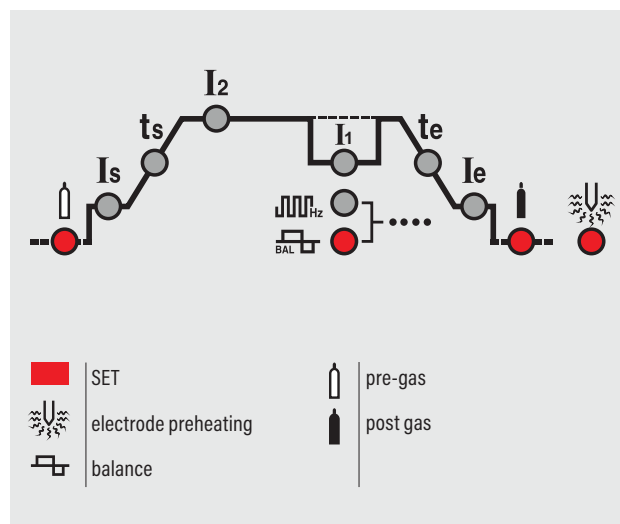 I2
ts
I1
te
Is
Ie
Hz
BAL
SET
pre-gas
electrode preheating
post gas
balance